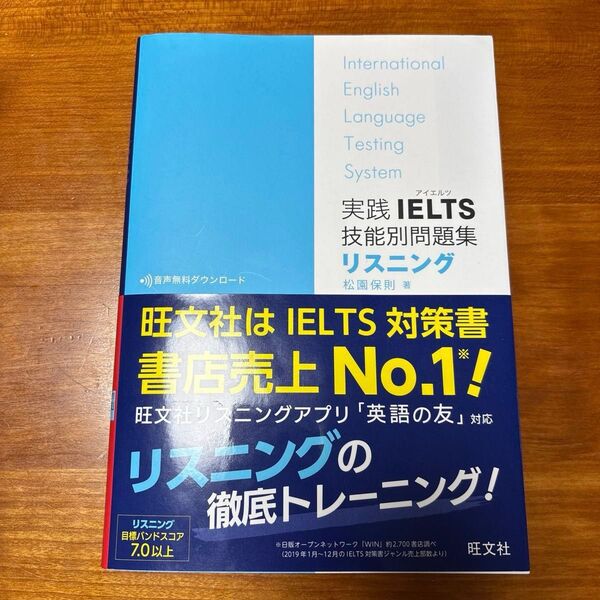 International
English
Language
Testing
System
アイエルツ
実践 IELTS
技能別問題集
リスニング
松園保則 著
音声無料ダウンロード
旺文社は IELTS 対策書
書店売上 No.1※!
旺文社リスニングアプリ「英語の友」対応
リスニングの
徹底トレーニング!
リスニング
目標バンドスコア
7.0以上
※日販オープンネットワーク「WIN」約2,700書店調べ
(2019年1月~12月のIELTS対策書ジャンル売上部数より)
旺文社